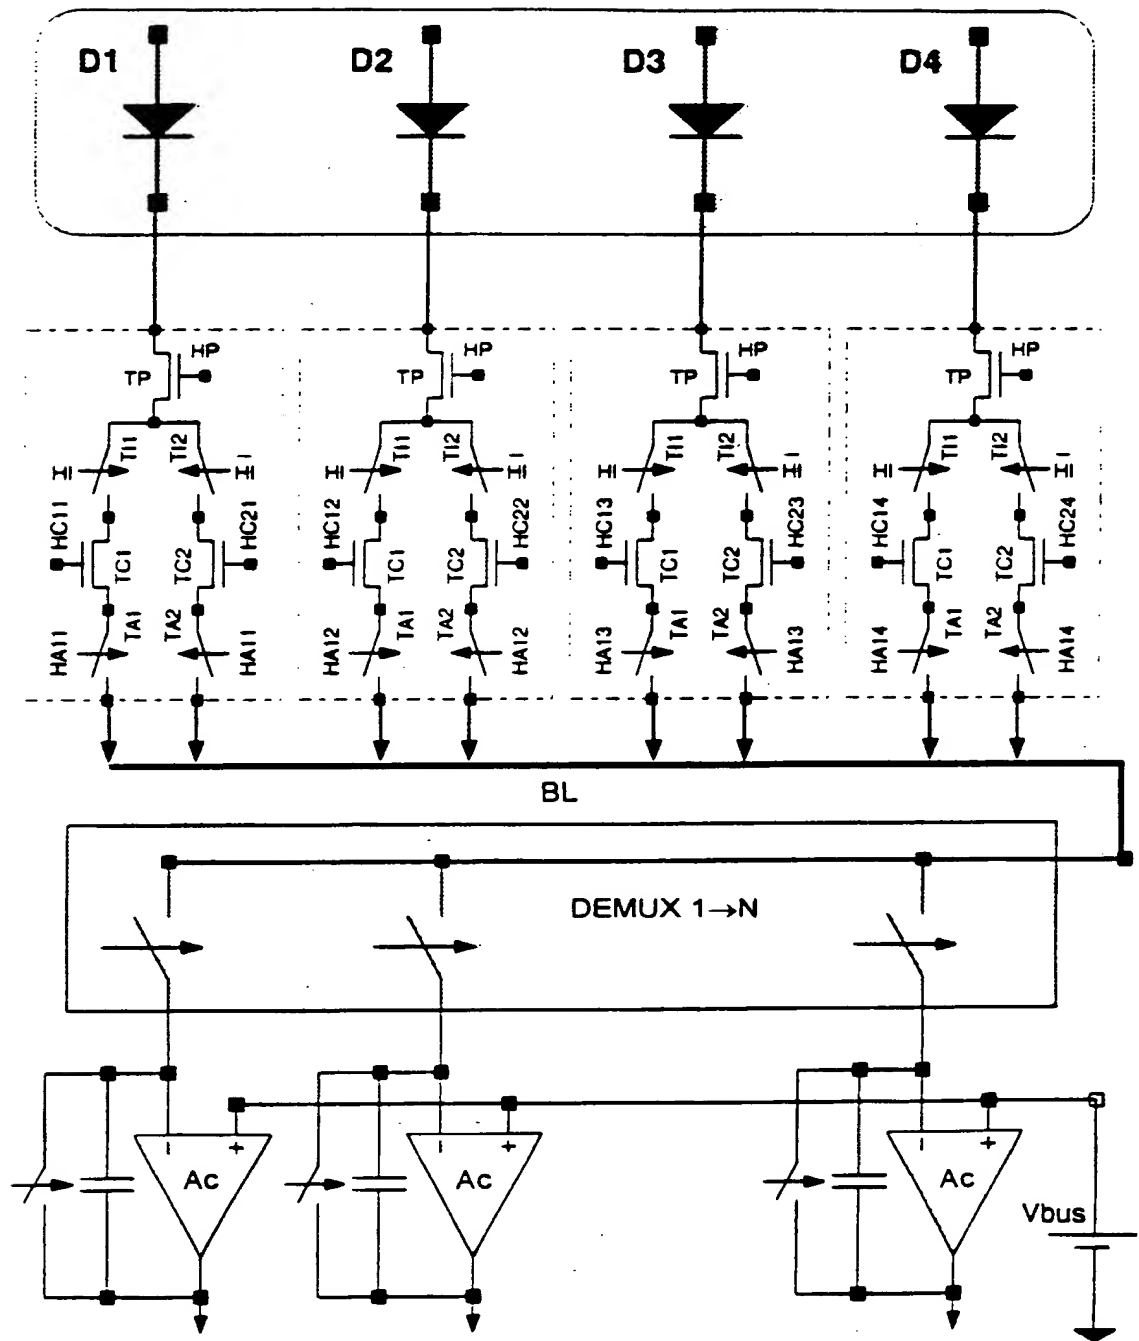 D1 D2 D3 D4
HP HP HP HP
TP TP TP TP
TI1 TI2 TI1 TI2 TI1 TI2 TI1 TI2
HI HI HI HI HI HI HI HI
HC11 HC21 HC12 HC22 HC13 HC23 HC14 HC24
TC1 TC2 TC1 TC2 TC1 TC2 TC1 TC2
TA1 TA2 TA1 TA2 TA1 TA2 TA1 TA2
HA11 HA11 HA12 HA12 HA13 HA13 HA14 HA14
BL
DEMUX 1→N
− + − + − +
Ac Ac Ac
Vbus